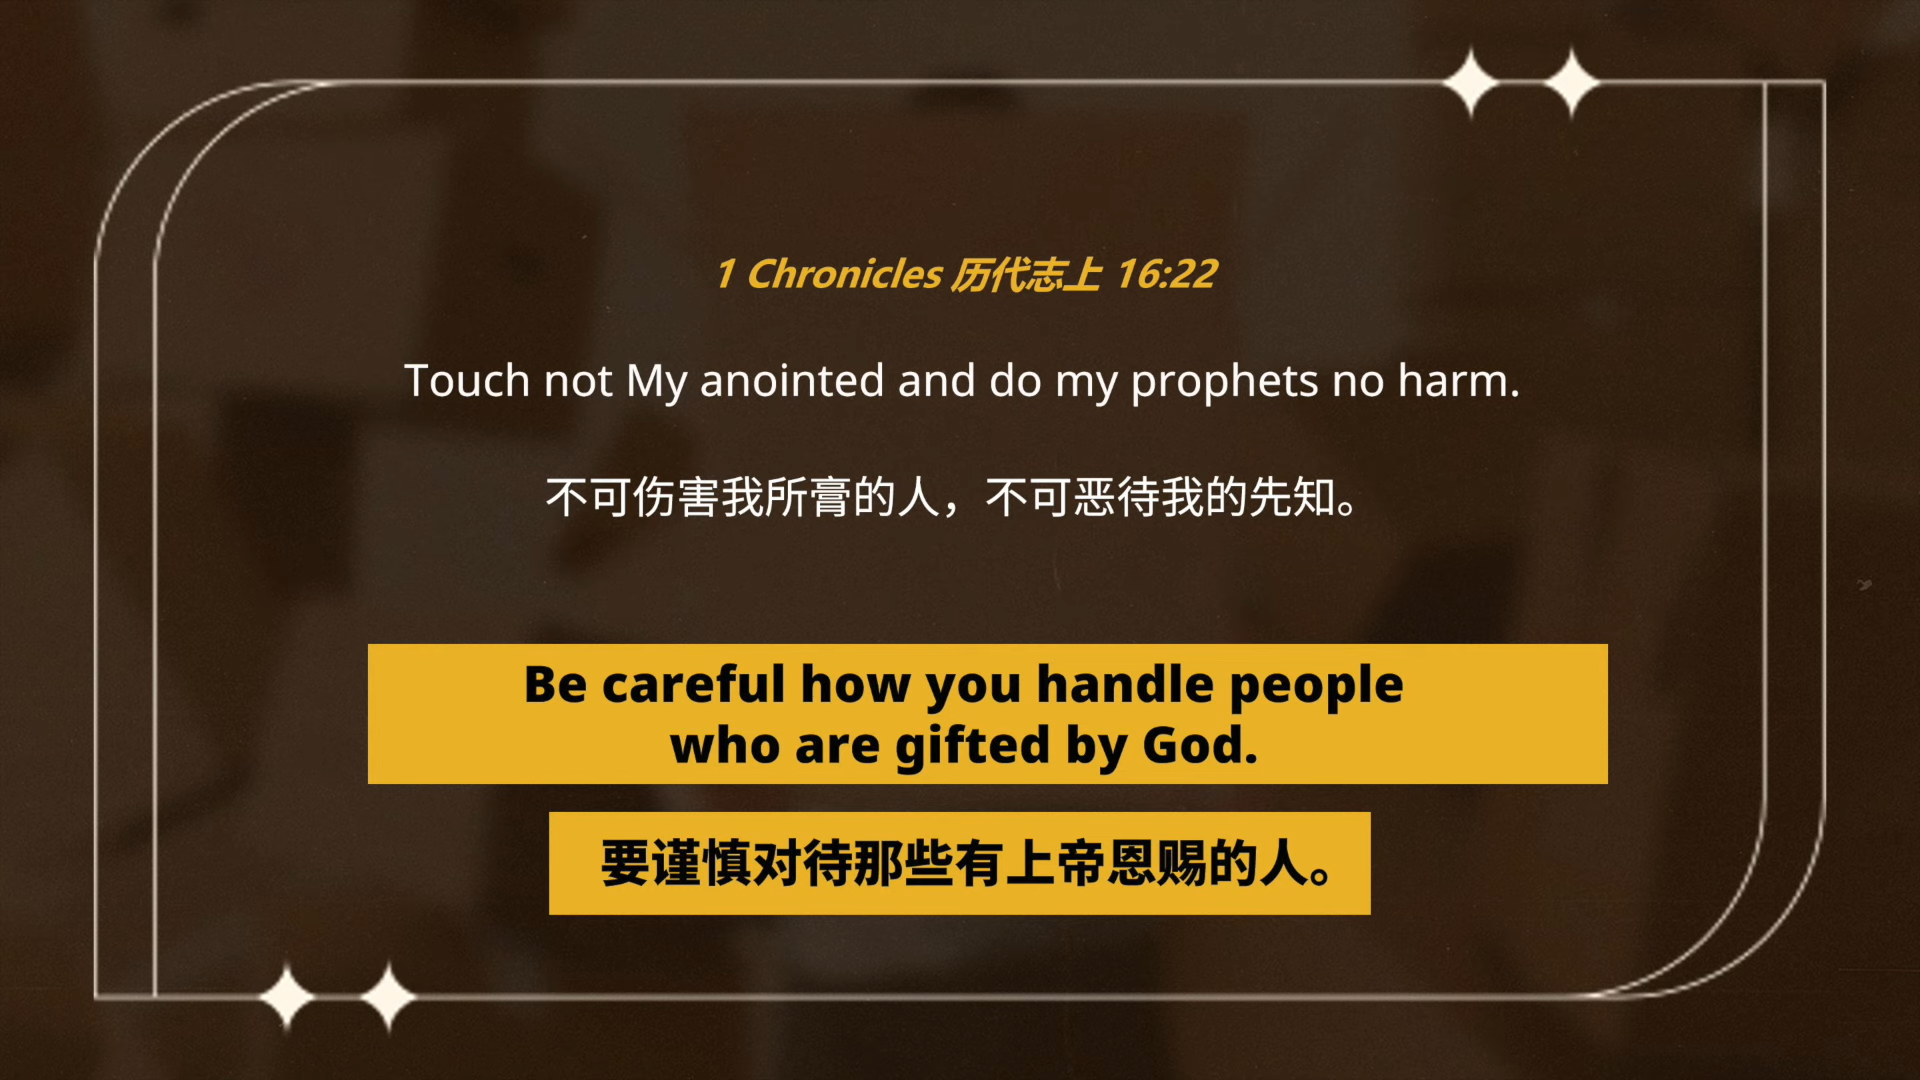 1 Chronicles 历代志上 16:22
Touch not My anointed and do my prophets no harm.
不可伤害我所膏的人，不可恶待我的先知。
Be careful how you handle people
who are gifted by God.
要谨慎对待那些有上帝恩赐的人。